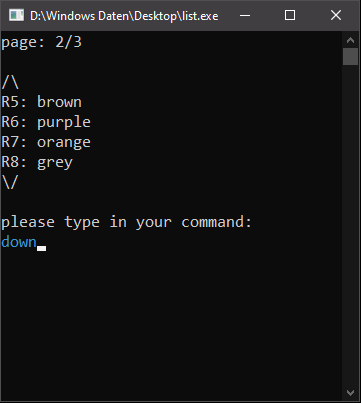 D:\Windows Daten\Desktop\list.exe
page: 2/3
/\
R5: brown
R6: purple
R7: orange
R8: grey
\/
please type in your command:
down